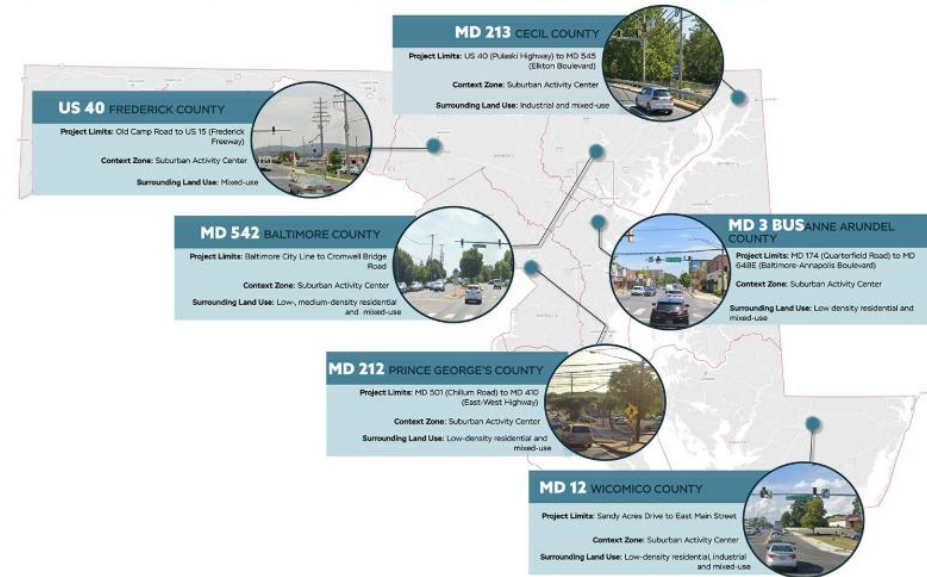 MD 213 CECIL COUNTY
Project Limits: US 40 (Pulaski Highway) to MD 545
(Elkton Boulevard)
Context Zone: Suburban Activity Center
Surrounding Land Use: Industrial and mixed-use
US 40 FREDERICK COUNTY
Project Limits: Old Camp Road to US 15 (Frederick
Freeway)
Context Zone: Suburban Activity Center
Surrounding Land Use: Mixed-use
MD 542 BALTIMORE COUNTY
Project Limits: Baltimore City Line to Cromwell Bridge
Road
Context Zone: Suburban Activity Center
Surrounding Land Use: Low-, medium-density residential
and mixed-use
MD 3 BUS ANNE ARUNDEL
COUNTY
Project Limits: MD 174 (Quarterfield Road) to MD
648E (Baltimore-Annapolis Boulevard)
Context Zone: Suburban Activity Center
Surrounding Land Use: Low density residential and
mixed-use
MD 212 PRINCE GEORGE'S COUNTY
Project Limits: MD 501 (Chillum Road) to MD 410
(East-West Highway)
Context Zone: Suburban Activity Center
Surrounding Land Use: Low-density residential and
mixed-use
MD 12 WICOMICO COUNTY
Project Limits: Sandy Acres Drive to East Main Street
Context Zone: Suburban Activity Center
Surrounding Land Use: Low-density residential, industrial
and mixed-use